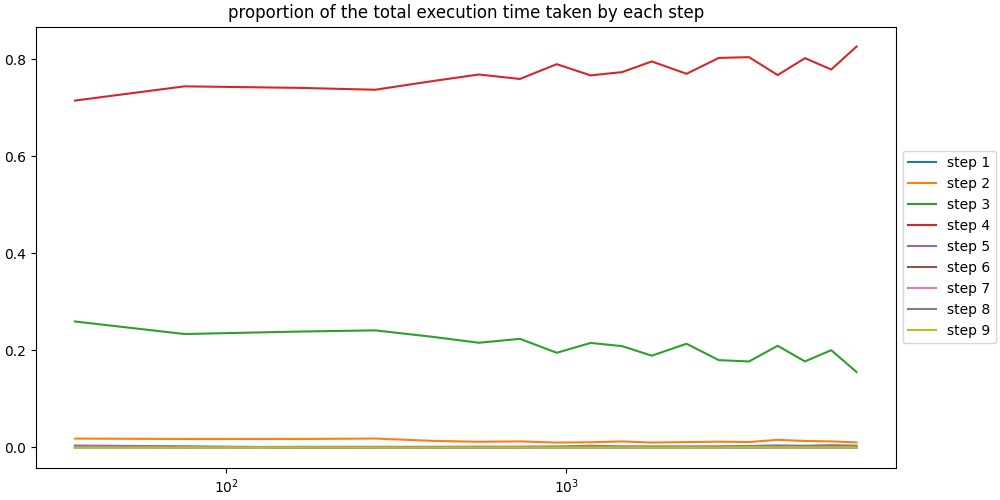 proportion of the total execution time taken by each step
0.8
0.6
0.4
0.2
0.0
10²
10³
step 1
step 2
step 3
step 4
step 5
step 6
step 7
step 8
step 9